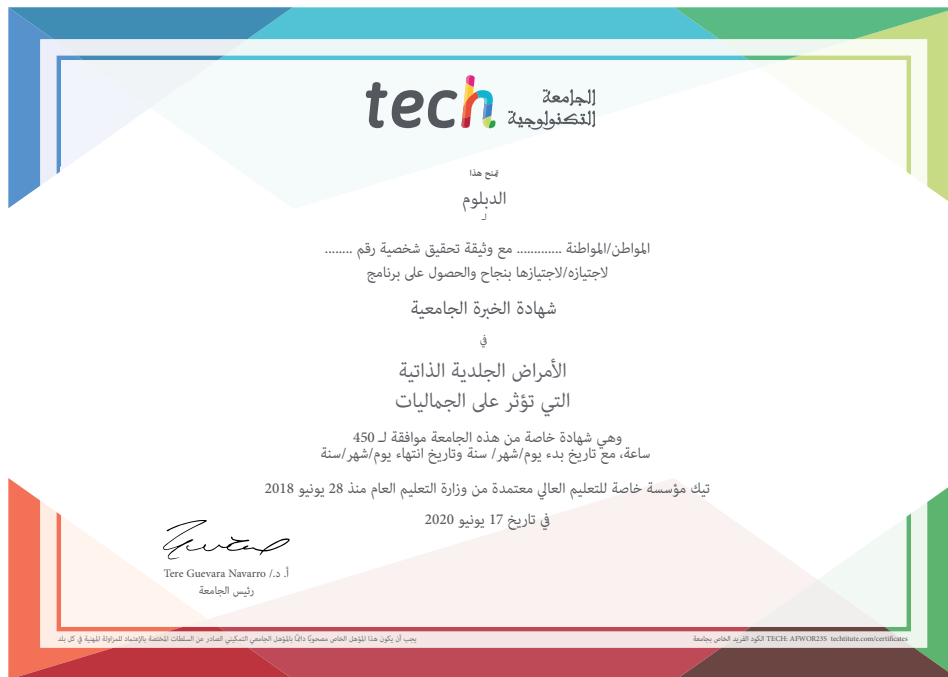 tech الجامعة
التكنولوجية
يمنح هذا
الدبلوم
لـ
المواطن/المواطنة ............. مع وثيقة تحقيق شخصية رقم ........
لاجتيازه/لاجتيازها بنجاح والحصول على برنامج
شهادة الخبرة الجامعية
في
الأمراض الجلدية الذاتية
التي تؤثر على الجماليات
وهي شهادة خاصة من هذه الجامعة موافقة لـ 450
ساعة، مع تاريخ بدء يوم/شهر/ سنة وتاريخ انتهاء يوم/شهر/سنة
تيك مؤسسة خاصة للتعليم العالي معتمدة من وزارة التعليم العام منذ 28 يونيو 2018
في تاريخ 17 يونيو 2020
أ. د./ Tere Guevara Navarro
رئيس الجامعة
يجب أن يكون هذا المؤهل الخاص مصحوبًا دائمًا بالمؤهل الجامعي التمكيني الصادر عن السلطات المختصة بالإعتماد للمزاولة المهنية في كل بلد
الكود الفريد الخاص بجامعة TECH: AFWOR23S techtitute.com/certificates